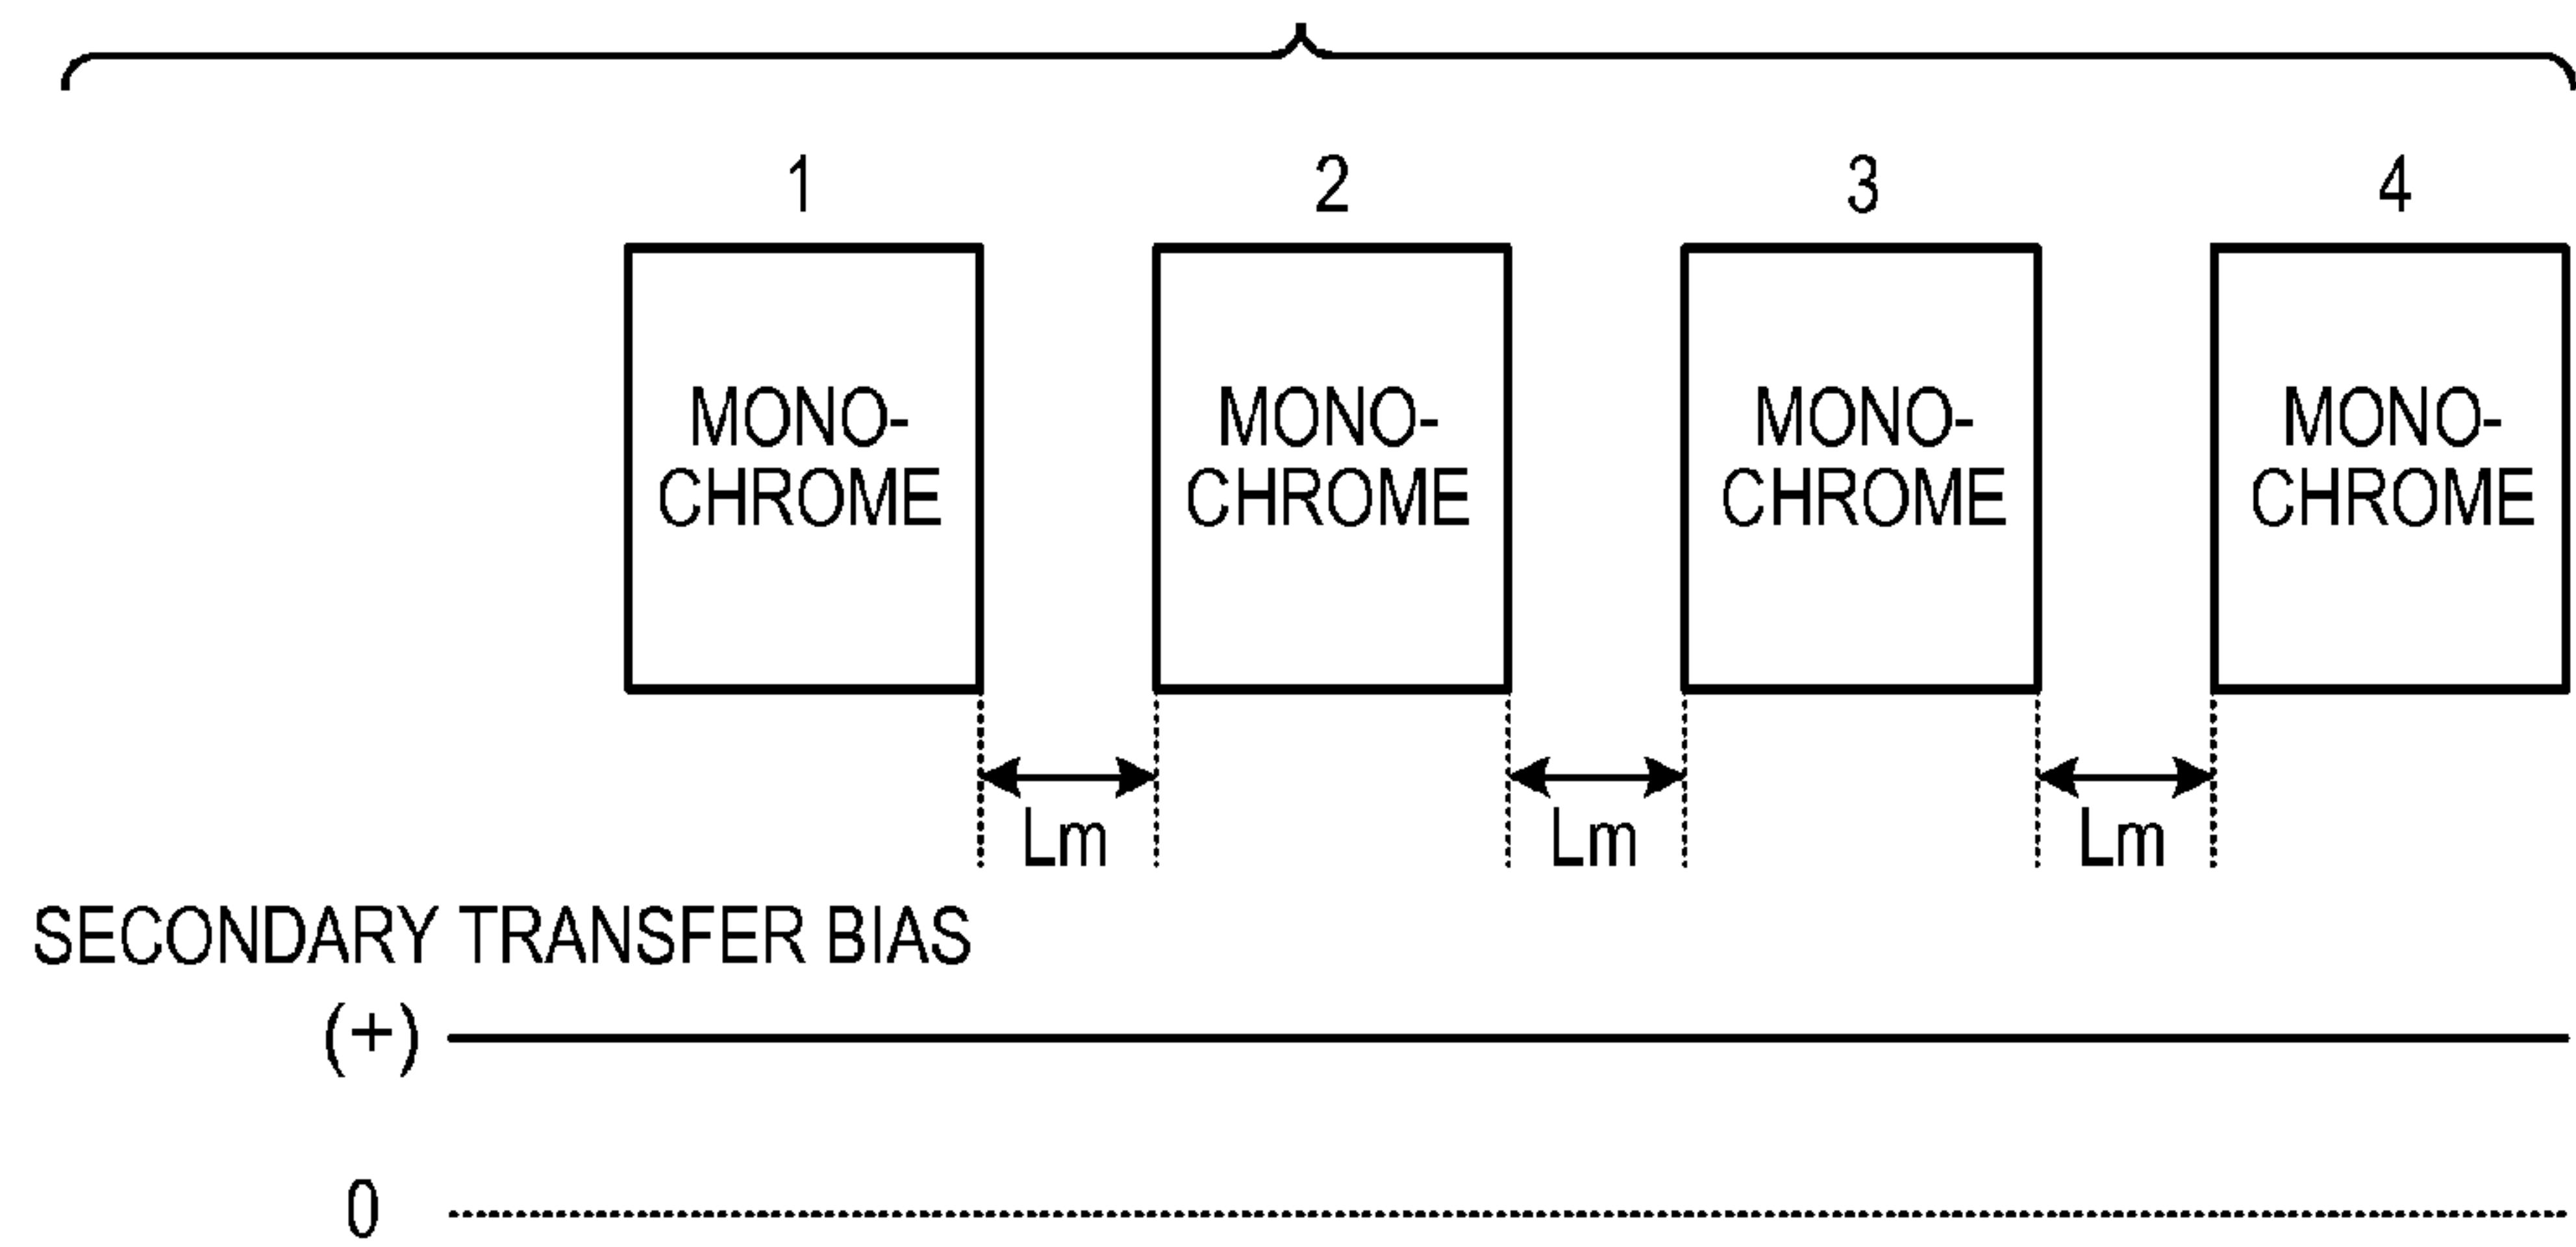 1 2 3 4
MONO- MONO- MONO- MONO-
CHROME CHROME CHROME CHROME
Lm Lm Lm
SECONDARY TRANSFER BIAS
(+)
0